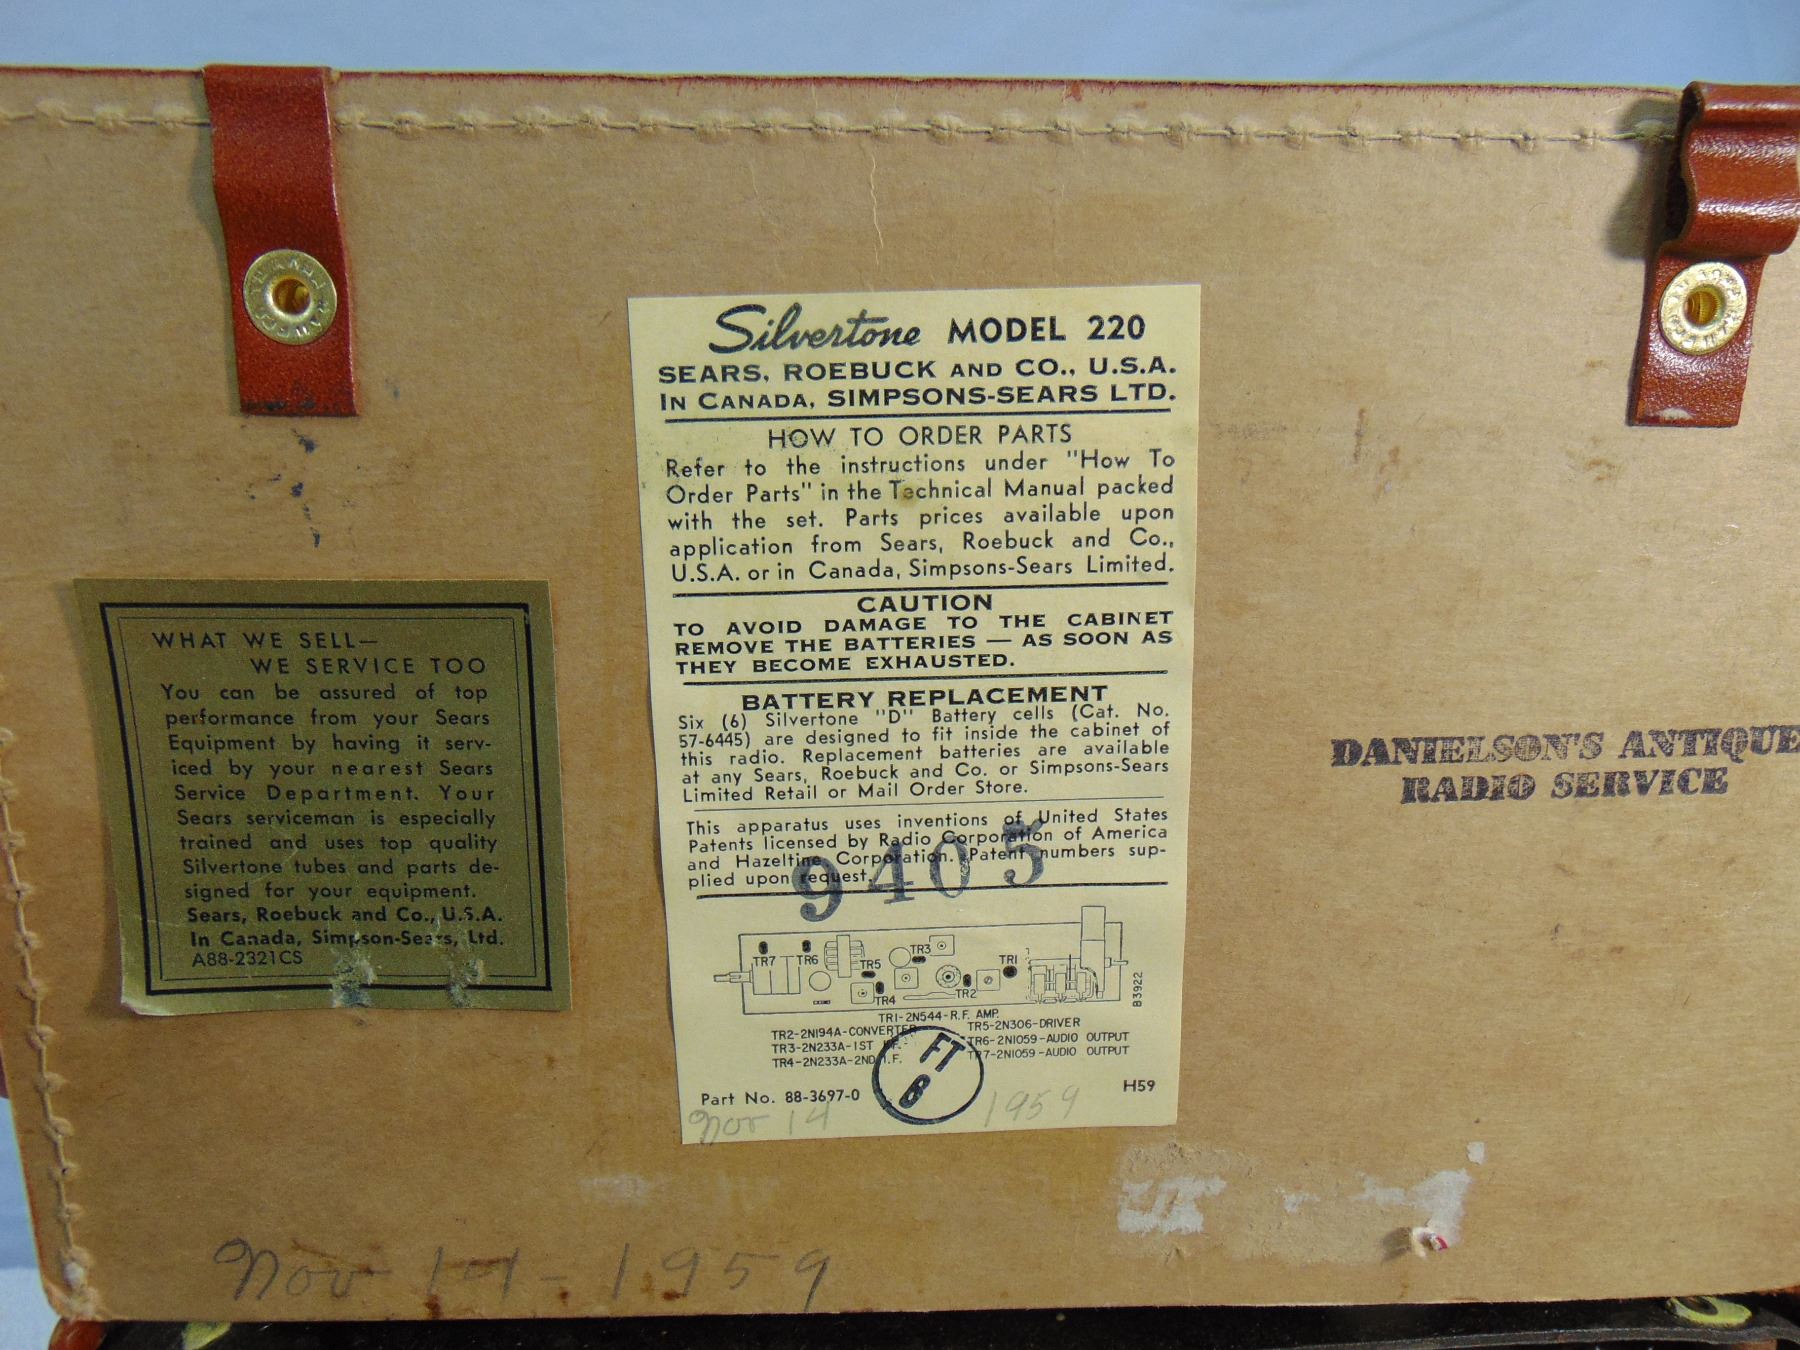 Silvertone MODEL 220
SEARS, ROEBUCK AND CO., U.S.A.
IN CANADA, SIMPSONS-SEARS LTD.
HOW TO ORDER PARTS
Refer to the instructions under "How To
Order Parts" in the Technical Manual packed
with the set. Parts prices available upon
application from Sears, Roebuck and Co.,
U.S.A. or in Canada, Simpsons-Sears Limited.
CAUTION
TO AVOID DAMAGE TO THE CABINET
REMOVE THE BATTERIES — AS SOON AS
THEY BECOME EXHAUSTED.
BATTERY REPLACEMENT
Six (6) Silvertone "D" Battery cells (Cat. No.
57-6445) are designed to fit inside the cabinet of
this radio. Replacement batteries are available
at any Sears, Roebuck and Co. or Simpsons-Sears
Limited Retail or Mail Order Store.
This apparatus uses inventions of United States
Patents licensed by Radio Corporation of America
and Hazeltine Corporation. Patent numbers sup-
plied upon request.
9405
TR7 TR6 TR5 TR3 TR1
TR4 TR2
B3922
TR1-2N544-R.F. AMP.
TR2-2N194A-CONVERTER TR5-2N306-DRIVER
TR3-2N233A-1ST I.F. TR6-2N1059-AUDIO OUTPUT
TR4-2N233A-2ND I.F. TR7-2N1059-AUDIO OUTPUT
FT
6
Part No. 88-3697-0 H59
Nov 14 1959
WHAT WE SELL—
WE SERVICE TOO
You can be assured of top
performance from your Sears
Equipment by having it serv-
iced by your nearest Sears
Service Department. Your
Sears serviceman is especially
trained and uses top quality
Silvertone tubes and parts de-
signed for your equipment.
Sears, Roebuck and Co., U.S.A.
In Canada, Simpson-Sears, Ltd.
A88-2321CS
DANIELSON'S ANTIQUE
RADIO SERVICE
Nov 14-1959